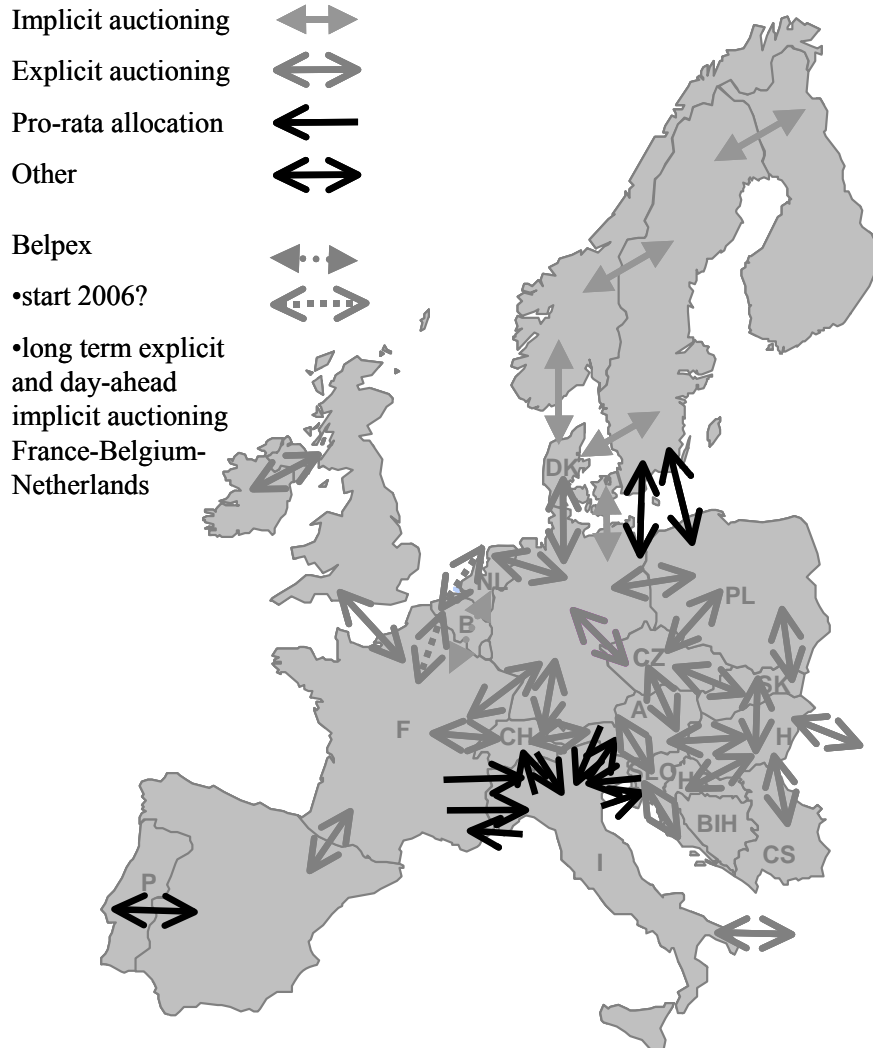 Implicit auctioning
Explicit auctioning
Pro-rata allocation
Other
Belpex
•start 2006?
•long term explicit
and day-ahead
implicit auctioning
France-Belgium-
Netherlands
DK
NL
PL
B
CZ
SK
A
F
CH
H
SLO
BIH
CS
I
P